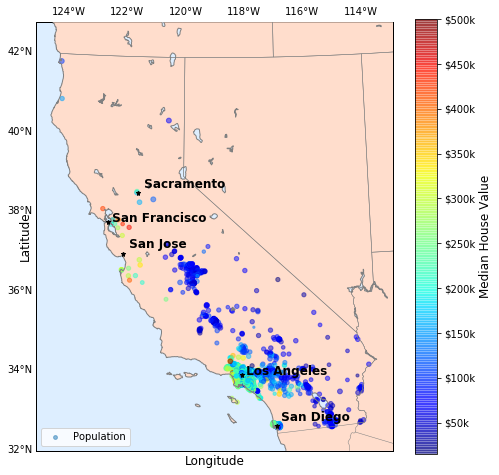 124°W 122°W 120°W 118°W 116°W 114°W
42°N
40°N
38°N
36°N
34°N
32°N
Latitude
Longitude
Sacramento
San Francisco
San Jose
Los Angeles
San Diego
Population
$500k
$450k
$400k
$350k
$300k
$250k
$200k
$150k
$100k
$50k
Median House Value